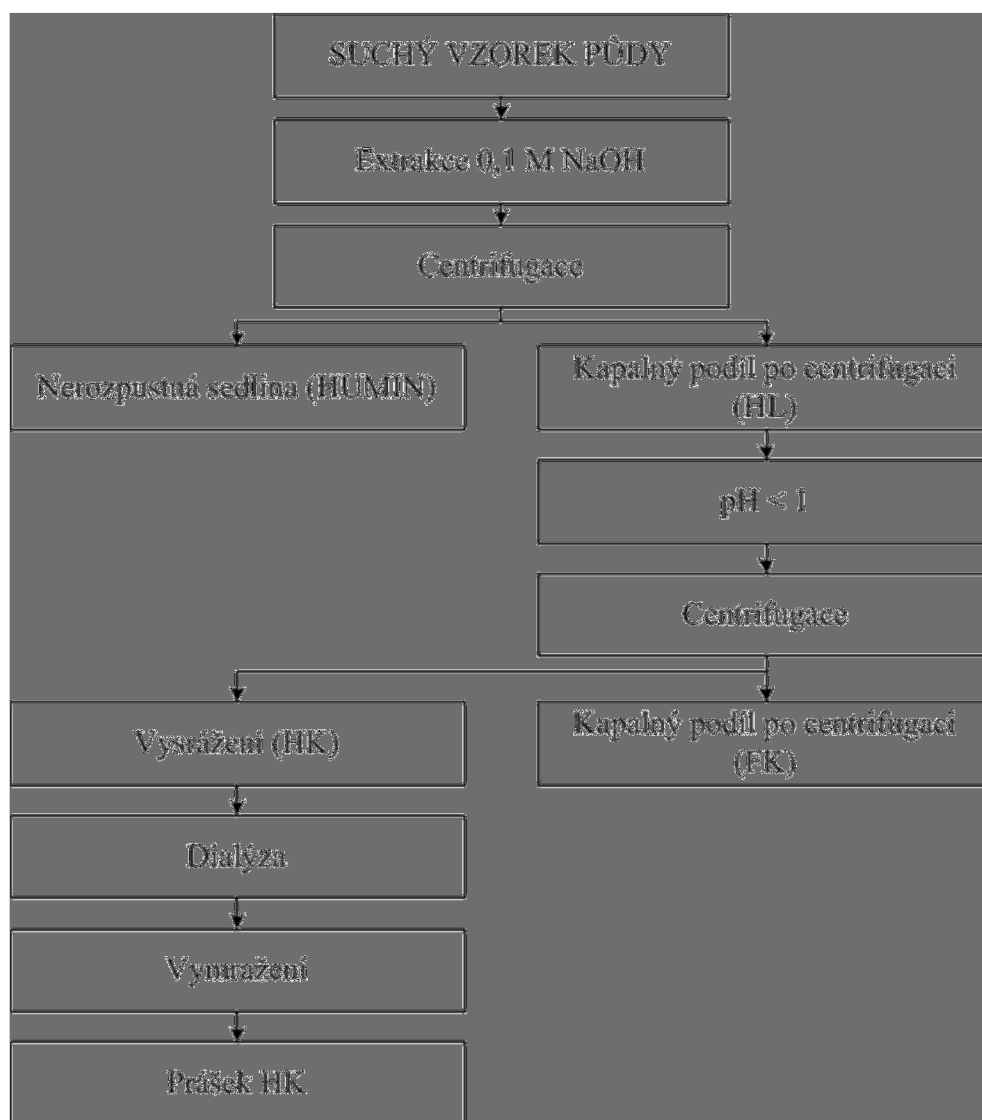 SUCHÝ VZOREK PŮDY
Extrakce 0,1 M NaOH
Centrifugace
Nerozpustná sedlina (HUMIN)
Kapalný podíl po centrifugaci
(HL)
pH < 1
Centrifugace
Vysrážení (HK)
Kapalný podíl po centrifugaci
(FK)
Dialýza
Vymražení
Prášek HK